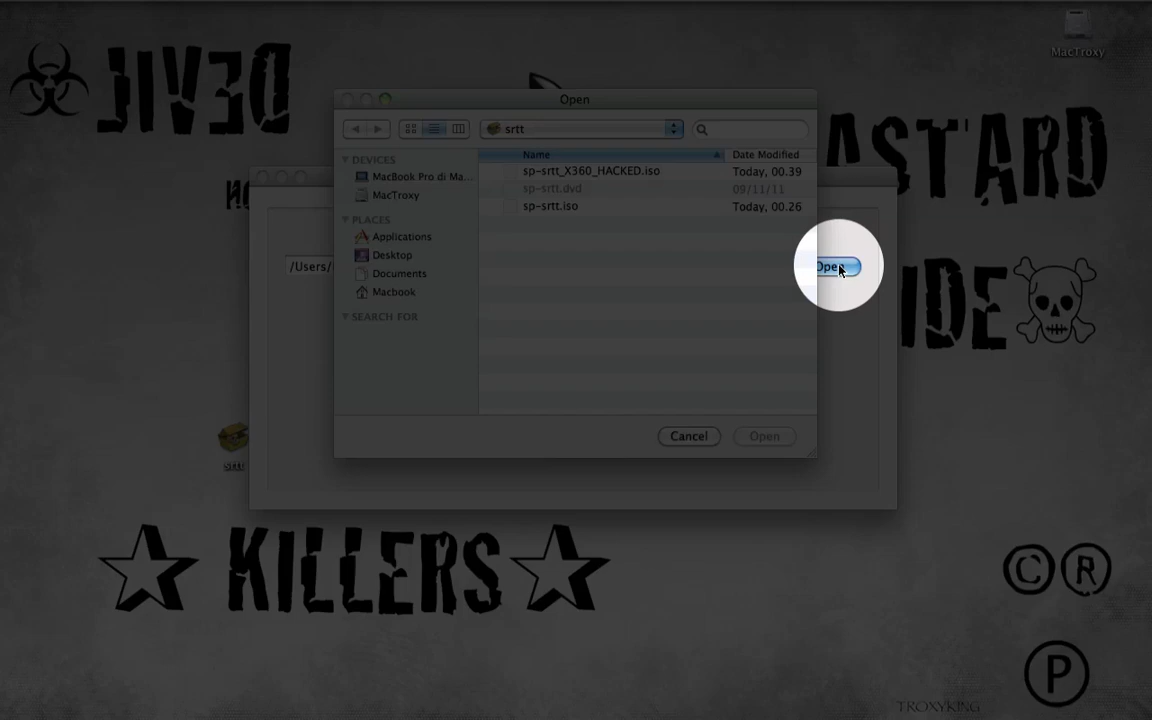 MacTroxy
DEVIL
ASTARD
Open
srtt
Name
Date Modified
DEVICES
MacBook Pro di Ma...
MacTroxy
sp-srtt_X360_HACKED.iso
Today, 00.39
sp-srtt.dvd
09/11/11
sp-srtt.iso
Today, 00.26
PLACES
Applications
Desktop
Documents
Macbook
SEARCH FOR
/Users/
Open
IDE
Cancel
Open
srtt
KILLERS
C R
P
TROXYKING